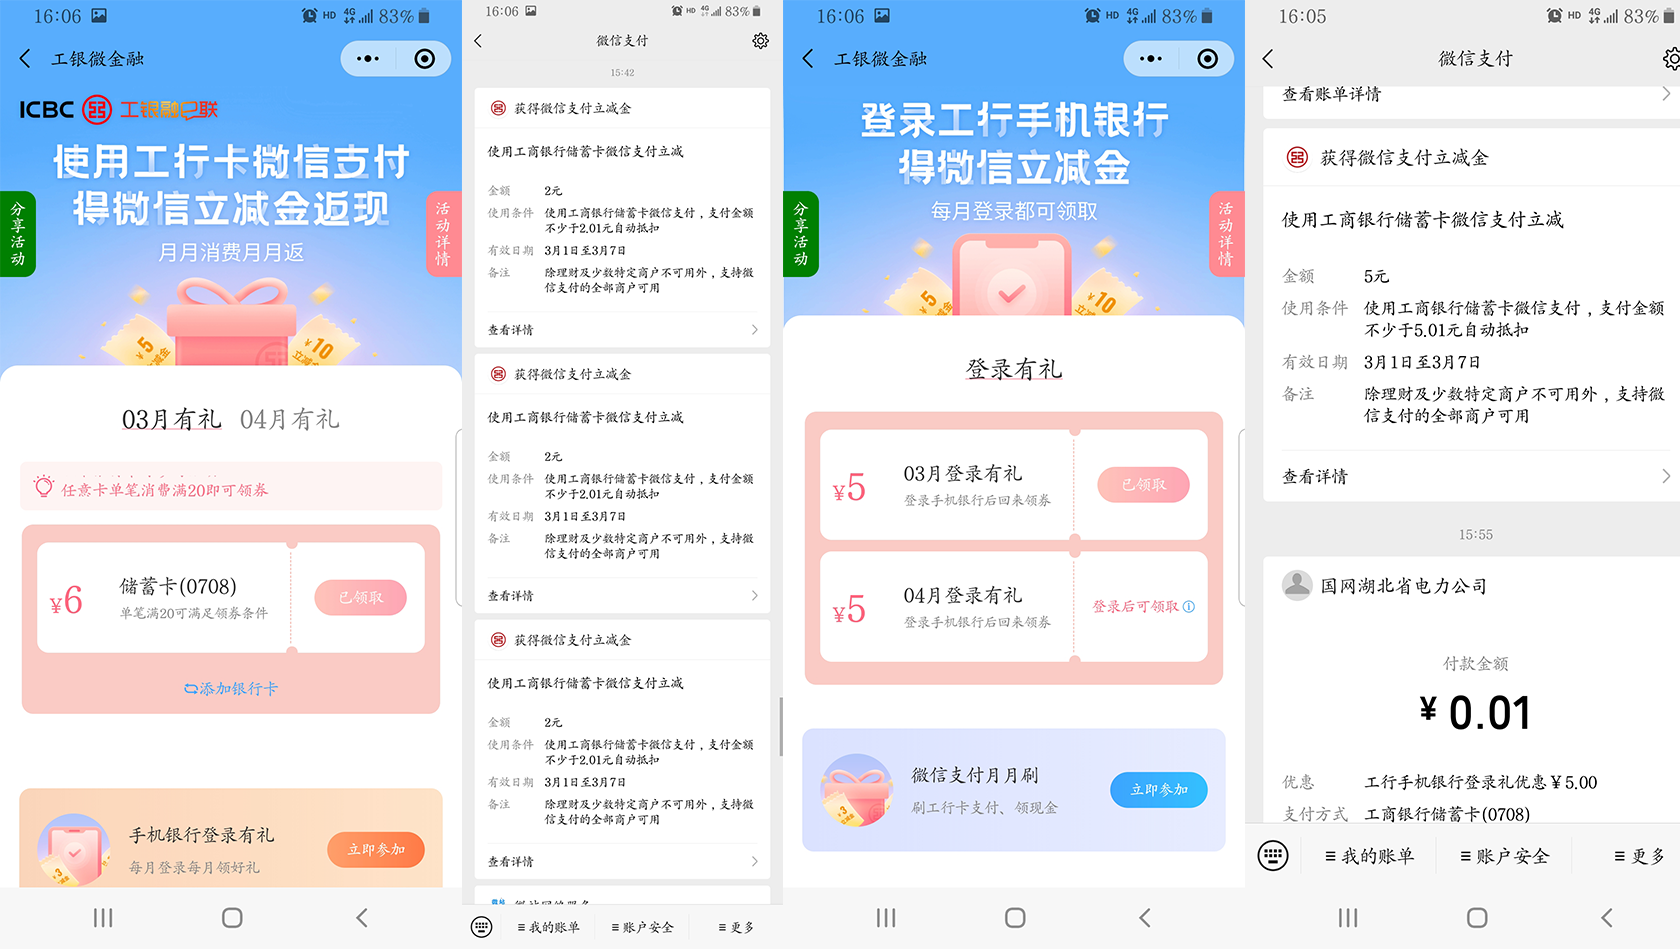 16:06
HD 4G 83%
工银微金融
ICBC 工银融e联
使用工行卡微信支付
得微信立减金返现
月月消费月月返
分享活动
活动详情
¥5
立减金
¥10
立减金
03月有礼 04月有礼
任意卡单笔消费满20即可领券
¥6
储蓄卡(0708)
单笔满20可满足领券条件
已领取
添加银行卡
手机银行登录有礼
每月登录每月领好礼
立即参加
16:06
HD 4G 83%
微信支付
15:42
获得微信支付立减金
使用工商银行储蓄卡微信支付立减
金额 2元
使用条件 使用工商银行储蓄卡微信支付，支付金额
不少于2.01元自动抵扣
有效日期 3月1日至3月7日
备注 除理财及少数特定商户不可用外，支持微
信支付的全部商户可用
查看详情
获得微信支付立减金
使用工商银行储蓄卡微信支付立减
金额 2元
使用条件 使用工商银行储蓄卡微信支付，支付金额
不少于2.01元自动抵扣
有效日期 3月1日至3月7日
备注 除理财及少数特定商户不可用外，支持微
信支付的全部商户可用
查看详情
获得微信支付立减金
使用工商银行储蓄卡微信支付立减
金额 2元
使用条件 使用工商银行储蓄卡微信支付，支付金额
不少于2.01元自动抵扣
有效日期 3月1日至3月7日
备注 除理财及少数特定商户不可用外，支持微
信支付的全部商户可用
查看详情
我的账单 账户安全 更多
16:06
HD 4G 83%
工银微金融
登录工行手机银行
得微信立减金
每月登录都可领取
分享活动
活动详情
¥5
立减金
¥10
立减金
登录有礼
¥5
03月登录有礼
登录手机银行后回来领券
已领取
¥5
04月登录有礼
登录手机银行后回来领券
登录后可领取
微信支付月月刷
刷工行卡支付、领现金
立即参加
16:05
HD 4G 83%
微信支付
查看账单详情
获得微信支付立减金
使用工商银行储蓄卡微信支付立减
金额 5元
使用条件 使用工商银行储蓄卡微信支付，支付金额
不少于5.01元自动抵扣
有效日期 3月1日至3月7日
备注 除理财及少数特定商户不可用外，支持微
信支付的全部商户可用
查看详情
15:55
国网湖北省电力公司
付款金额
¥0.01
优惠 工行手机银行登录礼优惠¥5.00
支付方式 工商银行储蓄卡(0708)
我的账单 账户安全 更多